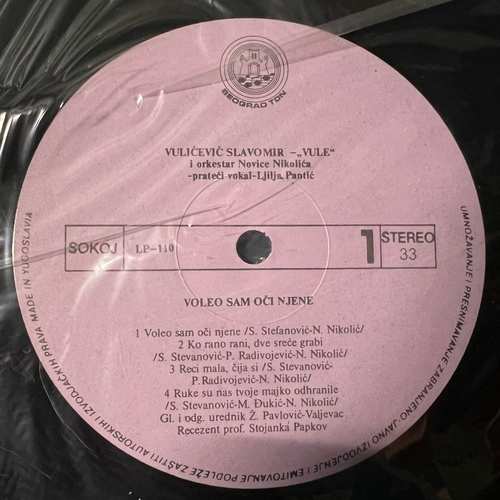 BEOGRAD TON
VULIĆEVIĆ SLAVOMIR -„VULE"
i orkestar Novice Nikolića
-prateći vokal-Ljilja Pantić
SOKOJ LP-110 1 STEREO 33
VOLEO SAM OČI NJENE
1 Voleo sam oči njene /S. Stefanović-N. Nikolić/
2 Ko rano rani, dve sreće grabi
/S. Stevanović-P. Radivojević-N. Nikolić/
3 Reci mala, čija si /S. Stevanović-
P. Radivojević-N. Nikolić/
4 Ruke su nas tvoje majko odhranile
/S. Stevanović-M. Đukić-N. Nikolić/
Gl. i odg. urednik Ž. Pavlović-Valjevac
Recezent prof. Stojanka Papkov
UMNOŽAVANJE I PRESNIMAVANJE ZABRANJENO. JAVNO IZVODJENJE I EMITOVANJE PODLEŽE ZAŠTITI AUTORSKIH I IZVODJAČKIH PRAVA MADE IN YUGOSLAVIA